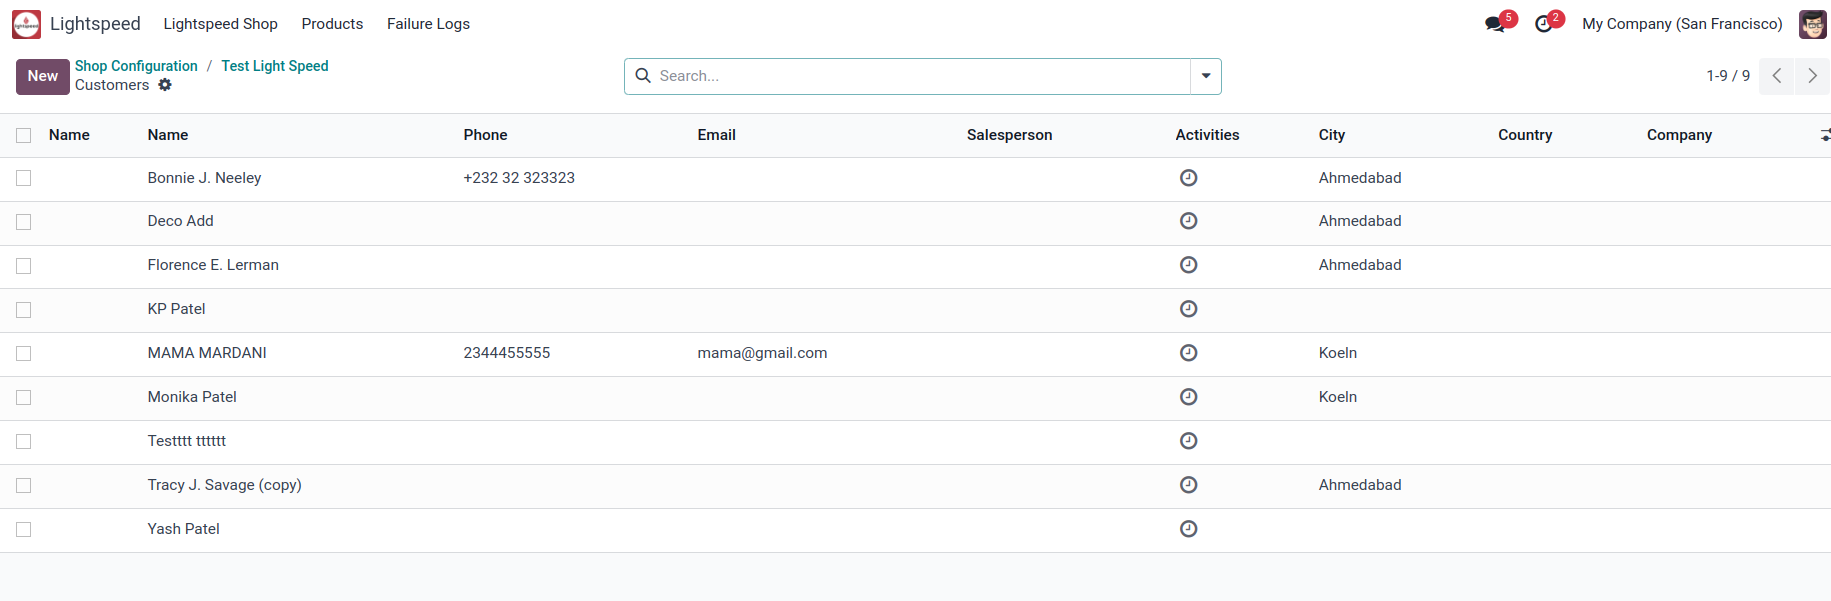 Lightspeed Lightspeed Shop Products Failure Logs 5 2 My Company (San Francisco)
New Shop Configuration / Test Light Speed
Customers
Search...
1-9 / 9
Name Name Phone Email Salesperson Activities City Country Company
Bonnie J. Neeley +232 32 323323 Ahmedabad
Deco Add Ahmedabad
Florence E. Lerman Ahmedabad
KP Patel
MAMA MARDANI 2344455555 mama@gmail.com Koeln
Monika Patel Koeln
Testttt tttttt
Tracy J. Savage (copy) Ahmedabad
Yash Patel